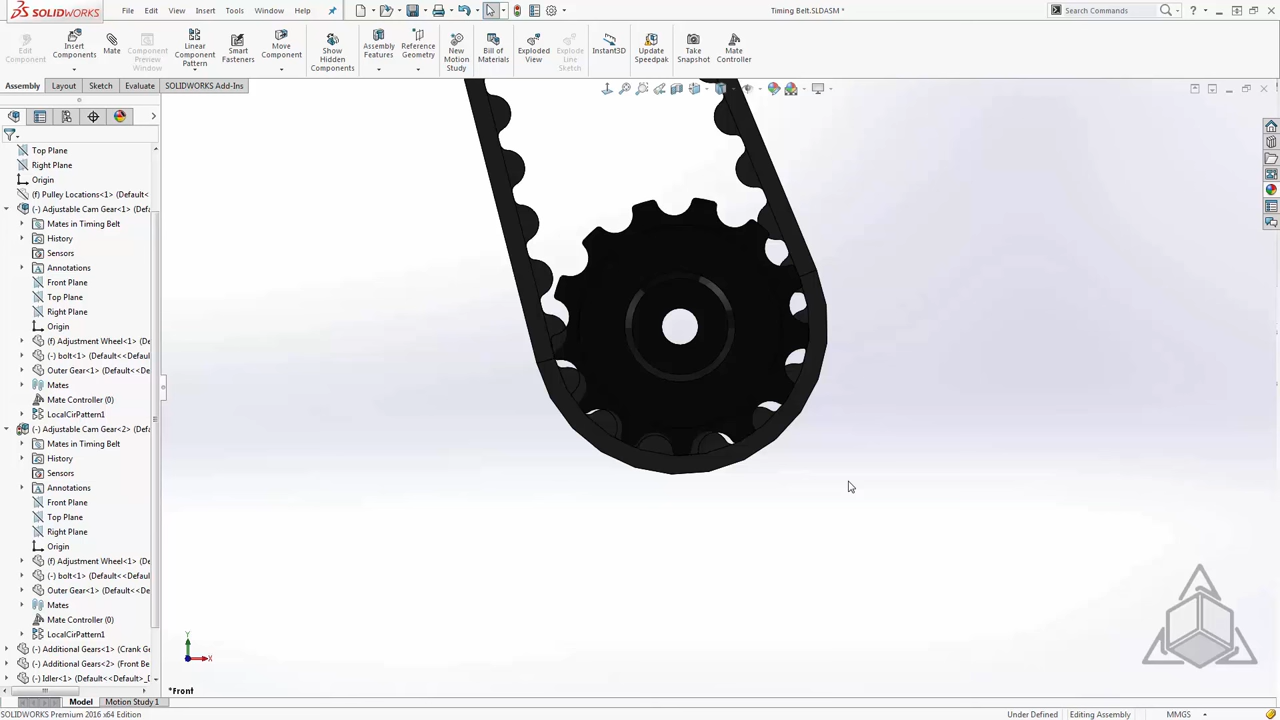 SOLIDWORKS File Edit View Insert Tools Window Help Timing Belt.SLDASM * Search Commands ?
Edit Component Insert Components Mate Component Preview Window Linear Component Pattern Smart Fasteners Move Component Show Hidden Components Assembly Features Reference Geometry New Motion Study Bill of Materials Exploded View Explode Line Sketch Instant3D Update Speedpak Take Snapshot Mate Controller
Assembly Layout Sketch Evaluate SOLIDWORKS Add-Ins
Top Plane
Right Plane
Origin
(f) Pulley Locations<1> (Default<
(-) Adjustable Cam Gear<1> (Defa
Mates in Timing Belt
History
Sensors
Annotations
Front Plane
Top Plane
Right Plane
Origin
(f) Adjustment Wheel<1> (De
(-) bolt<1> (Default<<Default
Outer Gear<1> (Default<<De
Mates
Mate Controller (0)
LocalCirPattern1
(-) Adjustable Cam Gear<2> (Defa
Mates in Timing Belt
History
Sensors
Annotations
Front Plane
Top Plane
Right Plane
Origin
(f) Adjustment Wheel<1> (De
(-) bolt<1> (Default<<Default
Outer Gear<1> (Default<<De
Mates
Mate Controller (0)
LocalCirPattern1
(-) Additional Gears<1> (Crank Ge
(-) Additional Gears<2> (Front Be
(-) Idler<1> (Default<Default>_D
Y
X
*Front
Model Motion Study 1
SOLIDWORKS Premium 2016 x64 Edition Under Defined Editing Assembly MMGS